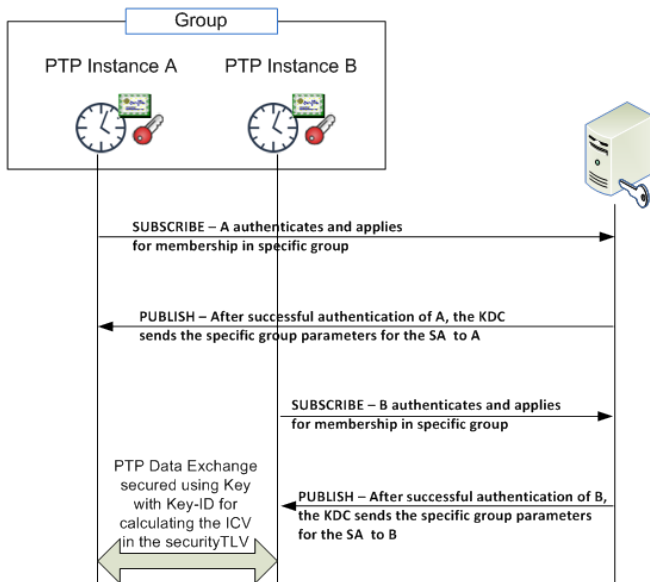 Group
PTP Instance A
PTP Instance B
SUBSCRIBE – A authenticates and applies
for membership in specific group
PUBLISH – After successful authentication of A, the KDC
sends the specific group parameters for the SA  to A
SUBSCRIBE – B authenticates and applies
for membership in specific group
PTP Data Exchange
secured using Key
with Key-ID for
calculating the ICV
in the securityTLV
PUBLISH – After successful authentication of B,
the KDC sends the specific group parameters
for the SA  to B